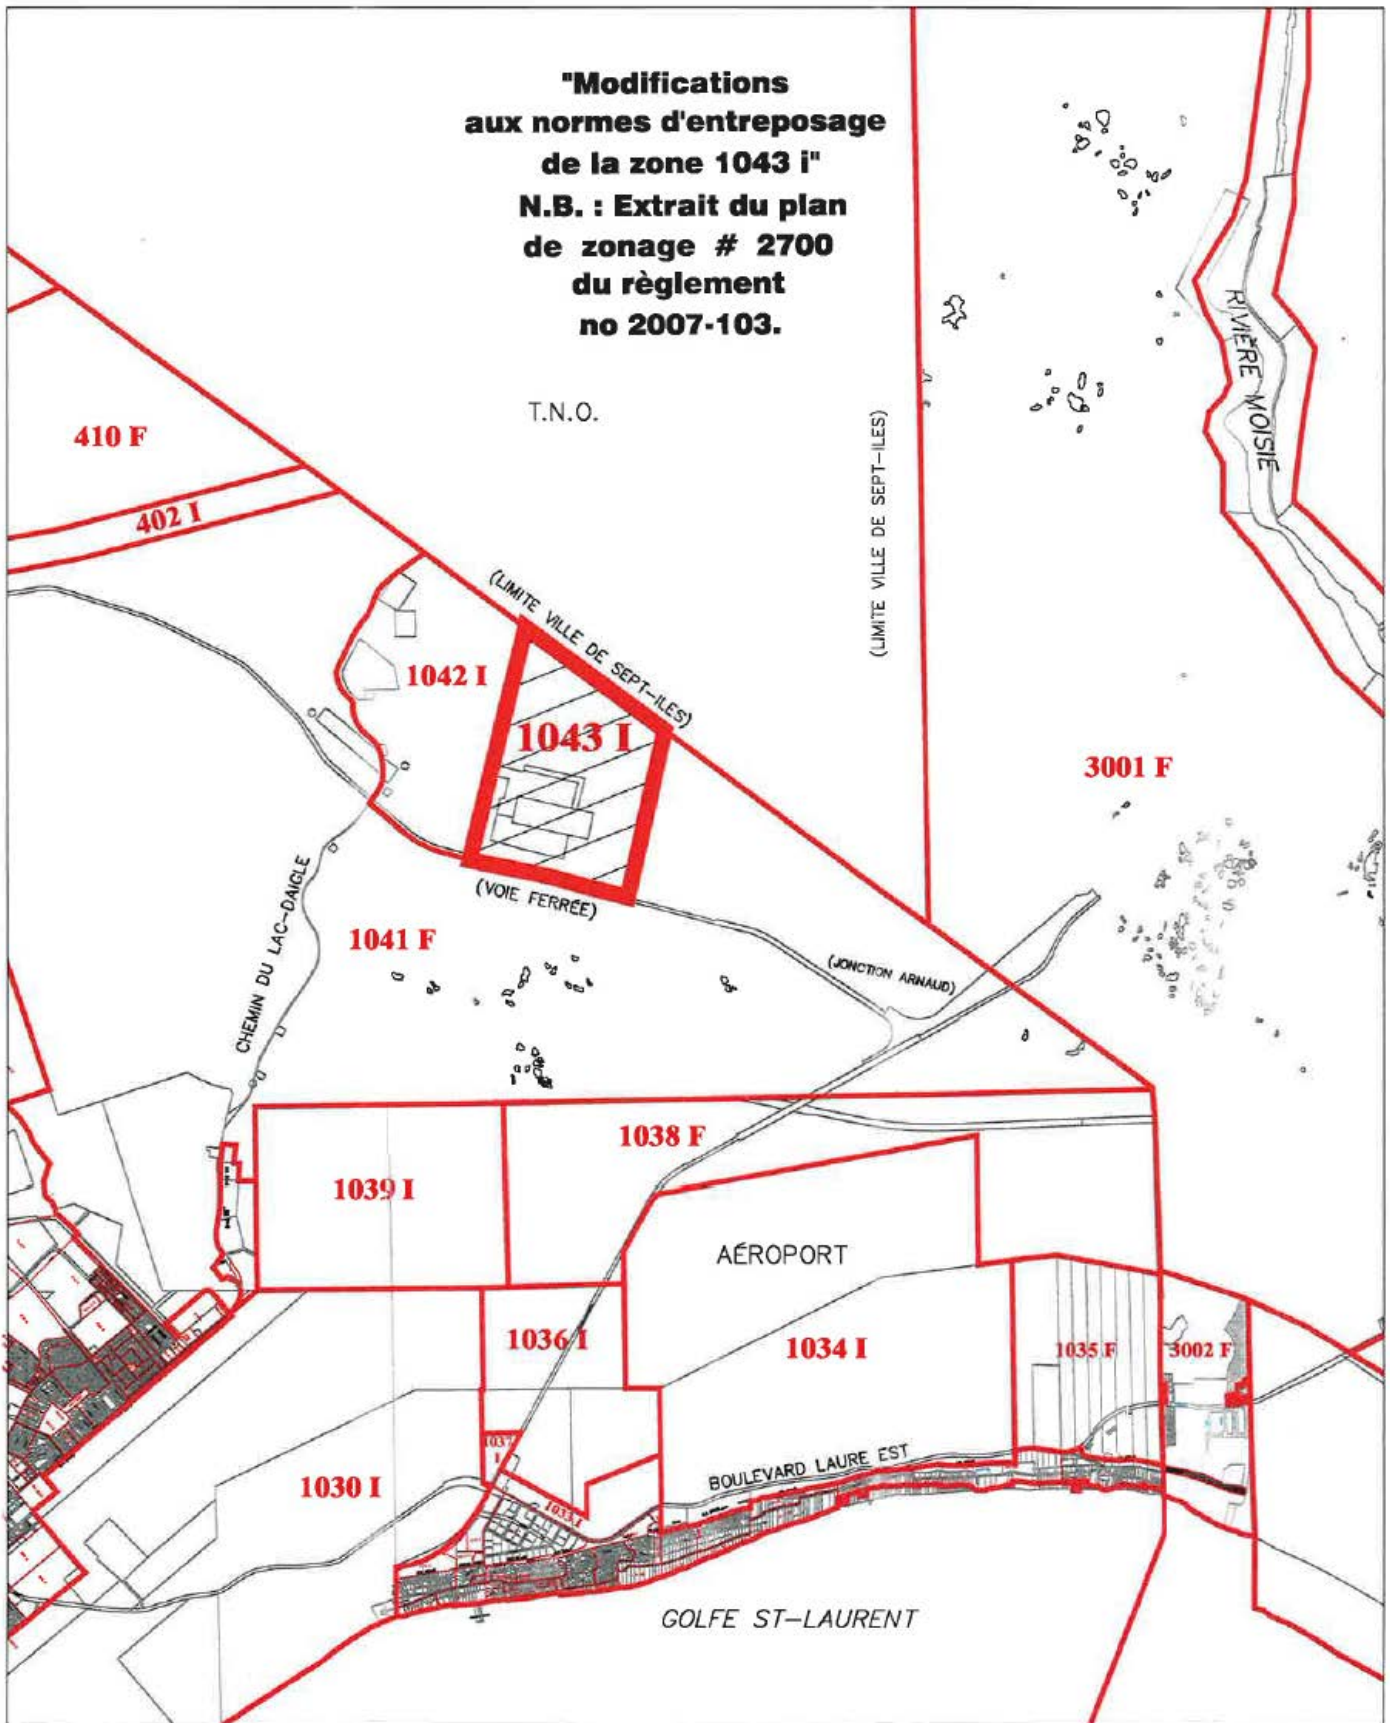 "Modifications
aux normes d'entreposage
de la zone 1043 i"
N.B. : Extrait du plan
de zonage # 2700
du règlement
no 2007-103.
RIVIÈRE MOISIE
T.N.O.
410 F
(LIMITE VILLE DE SEPT-ILES)
402 I
(LIMITE VILLE DE SEPT-ILES)
1042 I
1043 I
3001 F
(VOIE FERRÉE)
CHEMIN DU LAC-DAIGLE
1041 F
(JONCTION ARNAUD)
1038 F
1039 I
AÉROPORT
1036 I
1034 I
1035 F
3002 F
1037
I
BOULEVARD LAURE EST
1030 I
1033 I
GOLFE ST-LAURENT